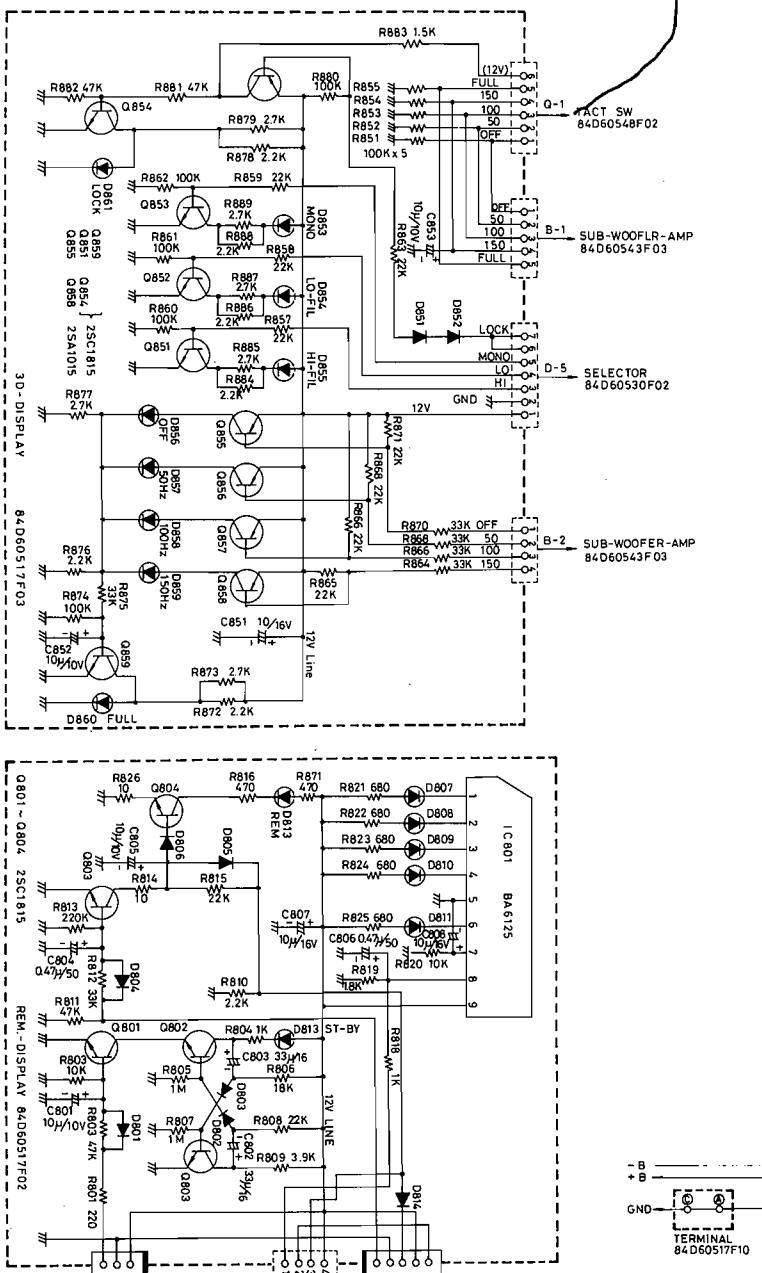 R883 1.5K
R882 47K
R881 47K
Q854
R880
100K
R879 2.7K
R878 2.2K
D861
LOCK
R855
R854
R853
R852
R851
100K x 5
(12V)
FULL
150
100
50
OFF
Q-1
TACT SW
84D60548F02
R862 100K
R859 22K
Q853
R889
2.7K
R888
2.2K
D853
MONO
R861
100K
R858
22K
Q852
R887
2.7K
R886
2.2K
D854
LO-FIL
R860
100K
R857
22K
Q851
R885
2.7K
R884
2.2K
D855
HI-FIL
Q859
Q851
Q855
Q854
Q858
2SC1815
2SA1015
C853
10μ/10V
R863 22K
OFF
50
100
150
FULL
B-1
SUB-WOOFLR-AMP
84D60543F03
D851
D852
LOCK
MONO
LO
HI
GND
12V
D-5
SELECTOR
84D60530F02
3D-DISPLAY 84D60517F03
R877
2.7K
D856
OFF
Q855
D857
50Hz
Q856
D858
100Hz
Q857
D859
150Hz
Q858
R871 22K
R868 22K
R866 22K
R865
22K
R870 33K OFF
R868 33K 50
R866 33K 100
R864 33K 150
B-2
SUB-WOOFER-AMP
84D60543F03
R876
2.2K
R875
33K
R874
100K
C852
10μ/10V
Q859
C851 10/16V
12V Line
R873 2.7K
R872 2.2K
D860 FULL
Q801~Q804 2SC1815
REM.-DISPLAY 84D60517F02
R826
10
Q804
R816
470
R871
470
D813
REM
R821 680
D807
R822 680
D808
R823 680
D809
R824 680
D810
R825 680
D811
IC801 BA6125
1
2
3
4
5
6
7
8
9
C805
10μ/10V
D806
D805
Q803
R814
10
R815
22K
R813
220K
C804
0.47μ/50
R812 33K
D804
R811
47K
C807
10μ/16V
C806 0.47μ/50
10μ/16V
R820 10K
R819
1.8K
R810
2.2K
R818
1K
Q801
Q802
R804 1K
D813 ST-BY
C803 33μ/16
R803
10K
R805
1M
R806
18K
D803
C801
10μ/10V
R803 47K
D801
R807
1M
D802
R808 22K
C802
33μ/16
Q803
R809 3.9K
12V LINE
R801 220
D814
-B
+B
GND
C
A
TERMINAL
84D60517F10